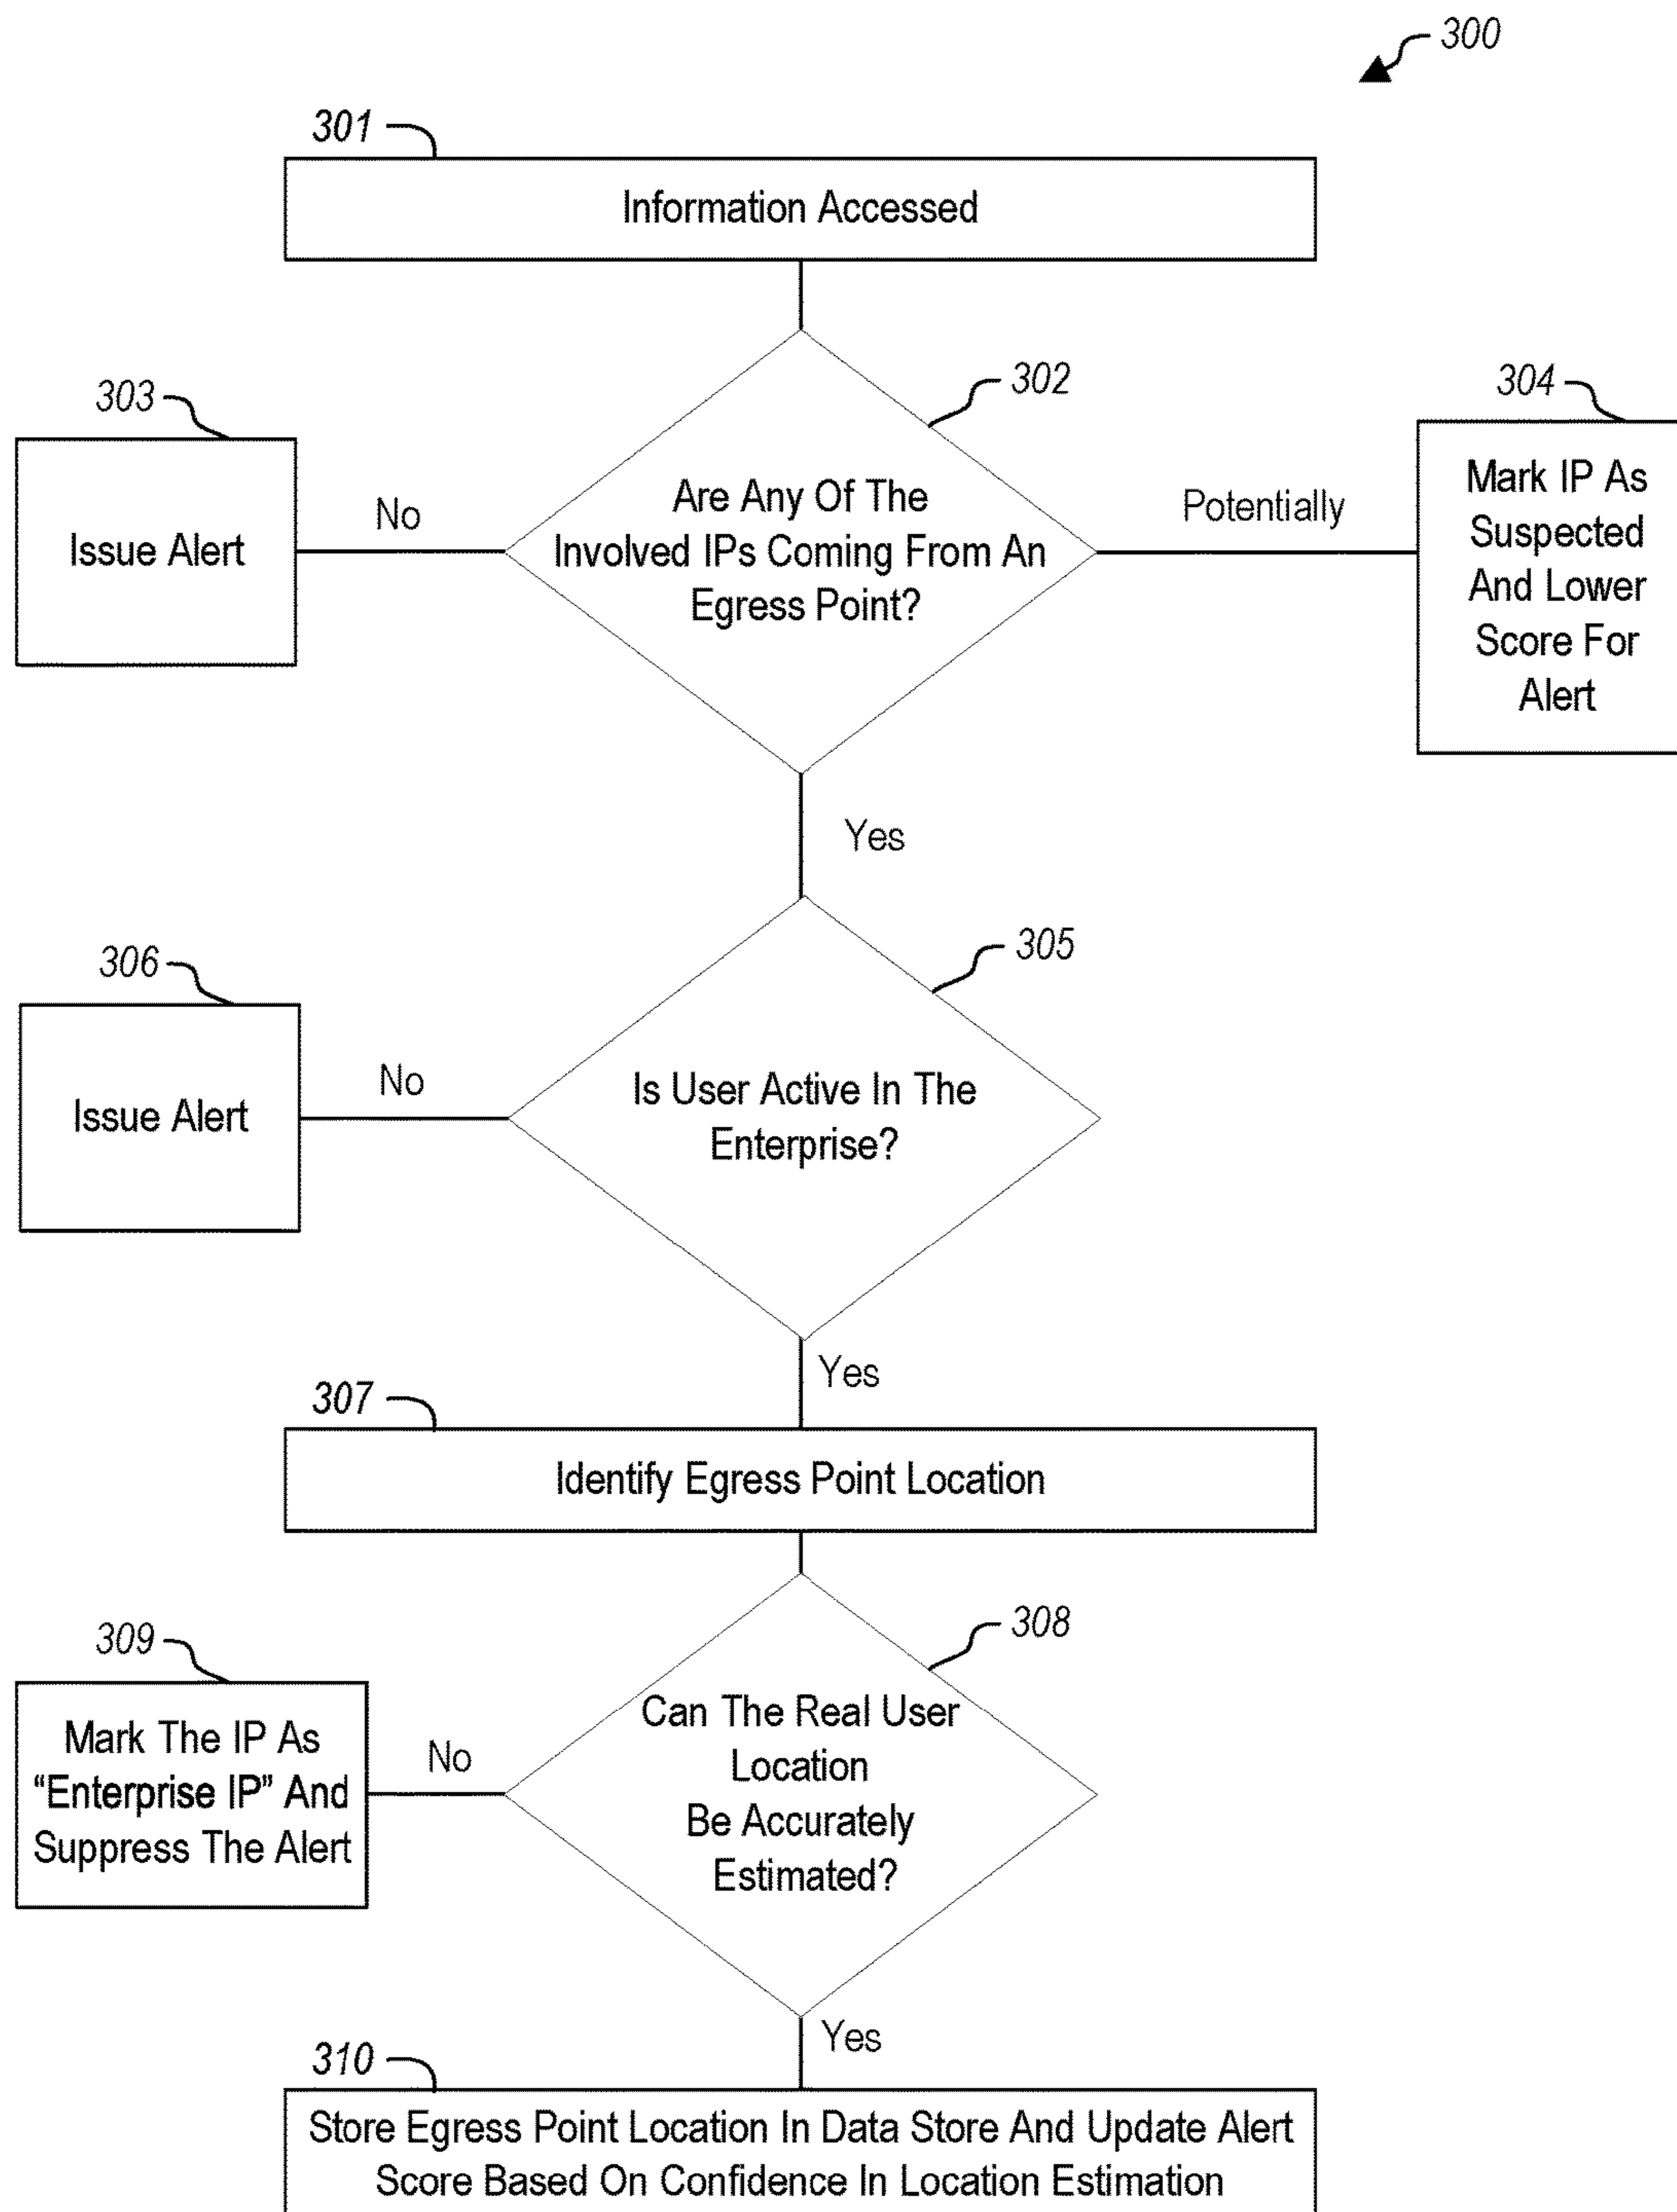 300
301
Information Accessed
302
303
304
Are Any Of The
Involved IPs Coming From An
Egress Point?
No
Issue Alert
Potentially
Mark IP As
Suspected
And Lower
Score For
Alert
Yes
305
306
Is User Active In The
Enterprise?
No
Issue Alert
Yes
307
Identify Egress Point Location
308
309
Can The Real User
Location
Be Accurately
Estimated?
No
Mark The IP As
“Enterprise IP” And
Suppress The Alert
Yes
310
Store Egress Point Location In Data Store And Update Alert
Score Based On Confidence In Location Estimation